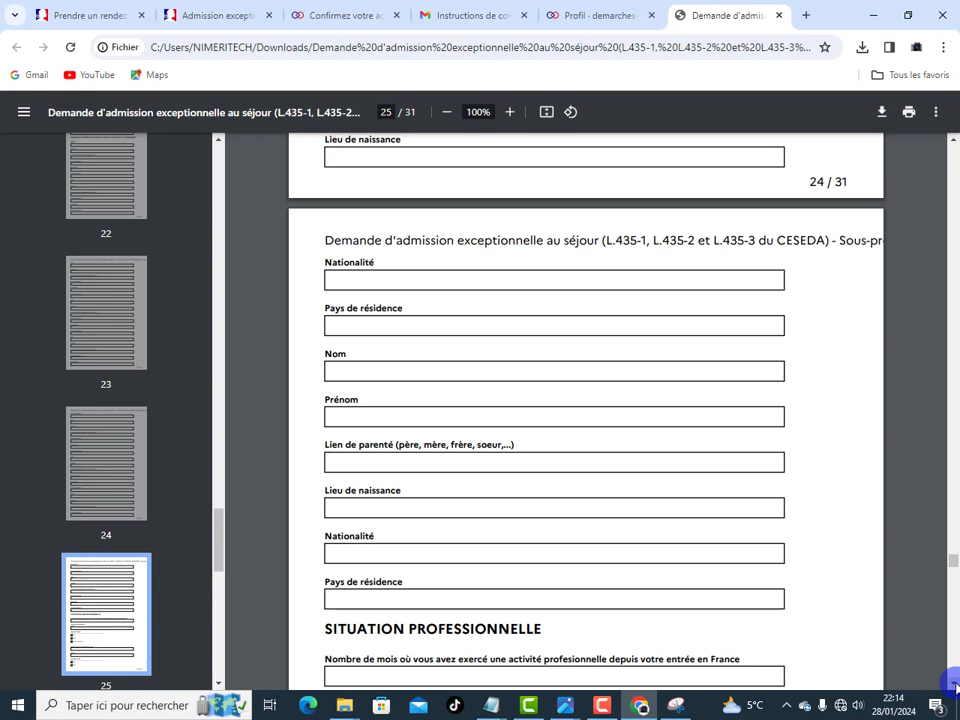 Prendre un rendez
Admission excepti
Confirmez votre ac
Instructions de con
Profil - demarches
Demande d'admis
Fichier
C:/Users/NIMERITECH/Downloads/Demande%20d'admission%20exceptionnelle%20au%20séjour%20(L.435-1,%20L.435-2%20et%20L.435-3%...
Gmail
YouTube
Maps
Tous les favoris
Demande d'admission exceptionnelle au séjour (L.435-1, L.435-2...
25 / 31
100%
22
23
24
25
Lieu de naissance
24 / 31
Demande d'admission exceptionnelle au séjour (L.435-1, L.435-2 et L.435-3 du CESEDA) - Sous-pr
Nationalité
Pays de résidence
Nom
Prénom
Lien de parenté (père, mère, frère, soeur,...)
Lieu de naissance
Nationalité
Pays de résidence
SITUATION PROFESSIONNELLE
Nombre de mois où vous avez exercé une activité profesionnelle depuis votre entrée en France
Taper ici pour rechercher
5°C
22:14
28/01/2024
3